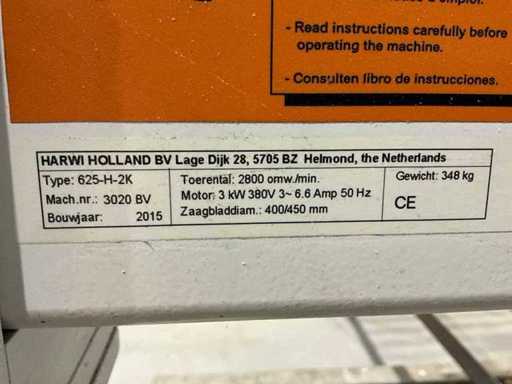 - Read instructions carefully before
operating the machine.
- Consulten libro de instrucciones.
HARWI HOLLAND BV Lage Dijk 28, 5705 BZ Helmond, the Netherlands
Type: 625-H-2K
Mach.nr.: 3020 BV
Bouwjaar: 2015
Toerental: 2800 omw./min.
Motor: 3 kW 380V 3~ 6.6 Amp 50 Hz
Zaagbladdiam.: 400/450 mm
Gewicht: 348 kg
CE